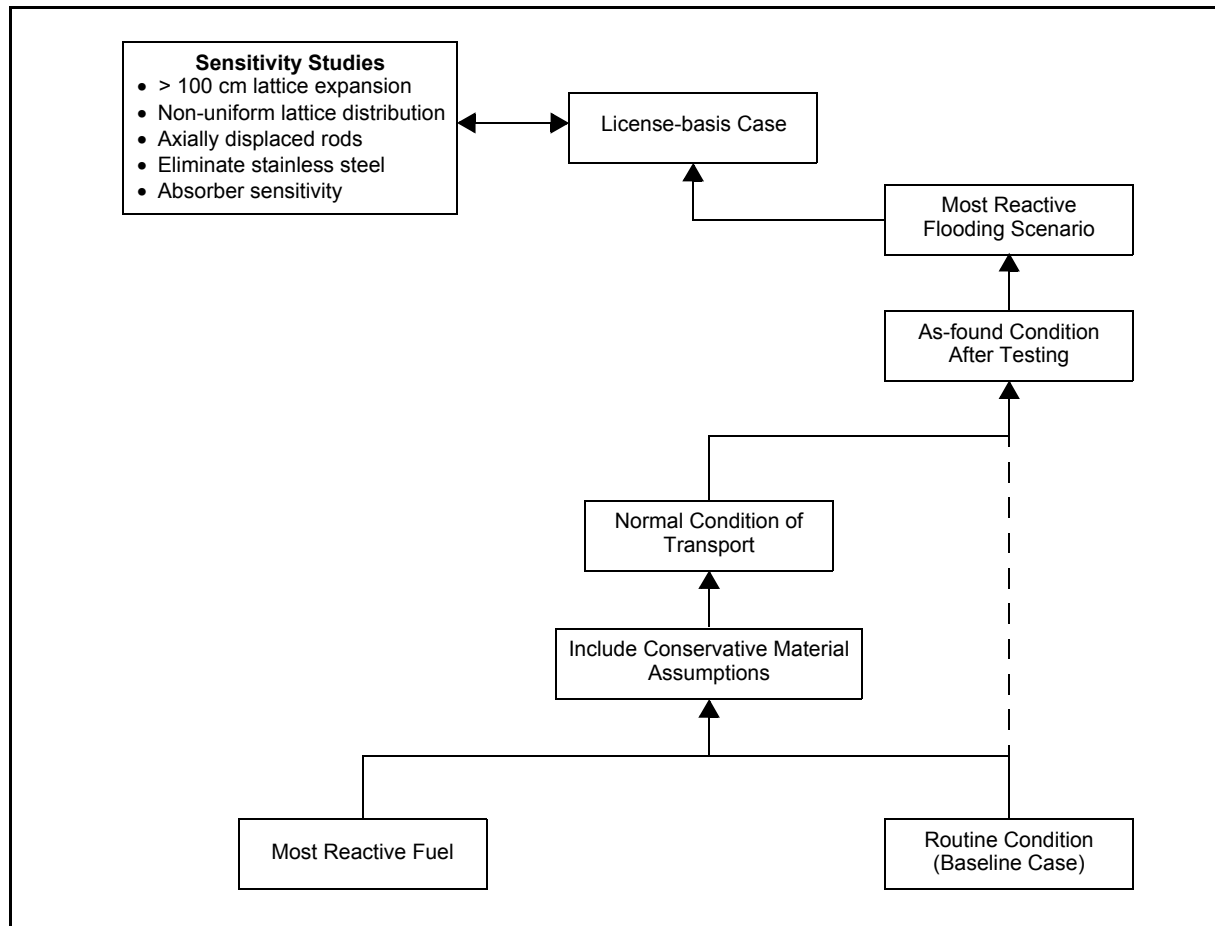 Sensitivity Studies
• > 100 cm lattice expansion
• Non-uniform lattice distribution
• Axially displaced rods
• Eliminate stainless steel
• Absorber sensitivity
License-basis Case
Most Reactive
Flooding Scenario
As-found Condition
After Testing
Normal Condition of
Transport
Include Conservative Material
Assumptions
Most Reactive Fuel
Routine Condition
(Baseline Case)